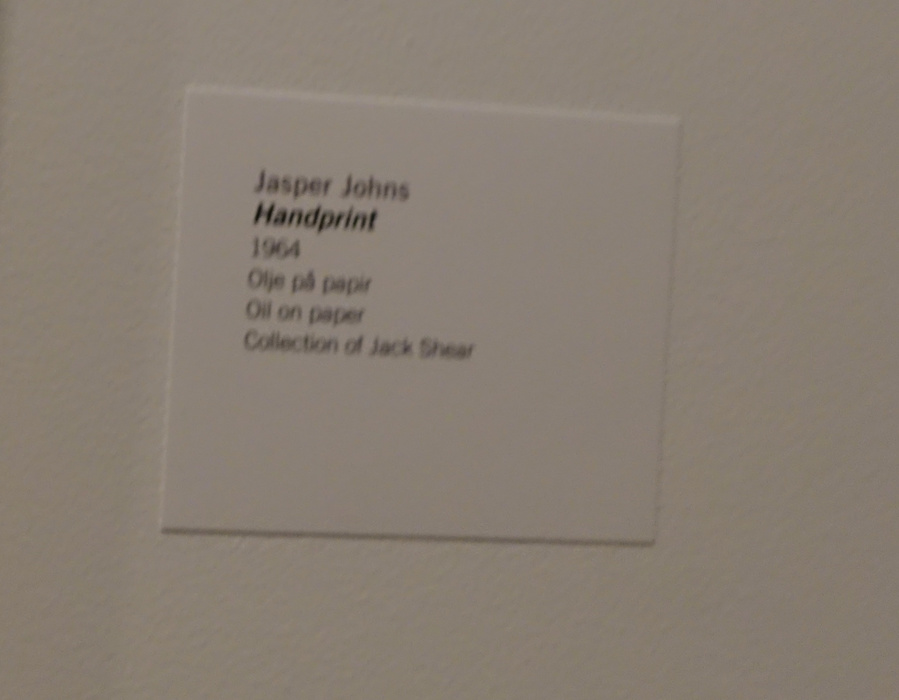 Jasper Johns
Handprint
1964
Olje på papir
Oil on paper
Collection of Jack Shear